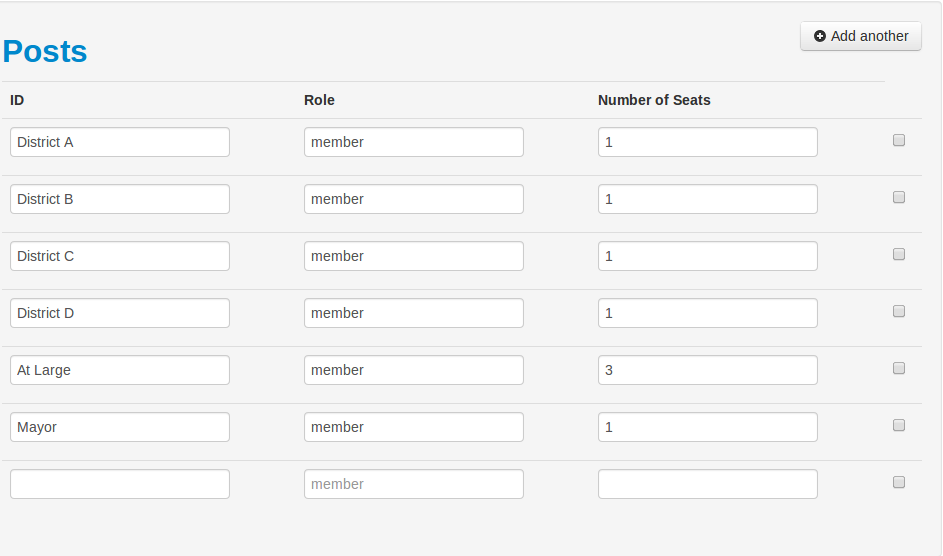 Add another
Posts
ID Role Number of Seats
District A member 1
District B member 1
District C member 1
District D member 1
At Large member 3
Mayor member 1
member